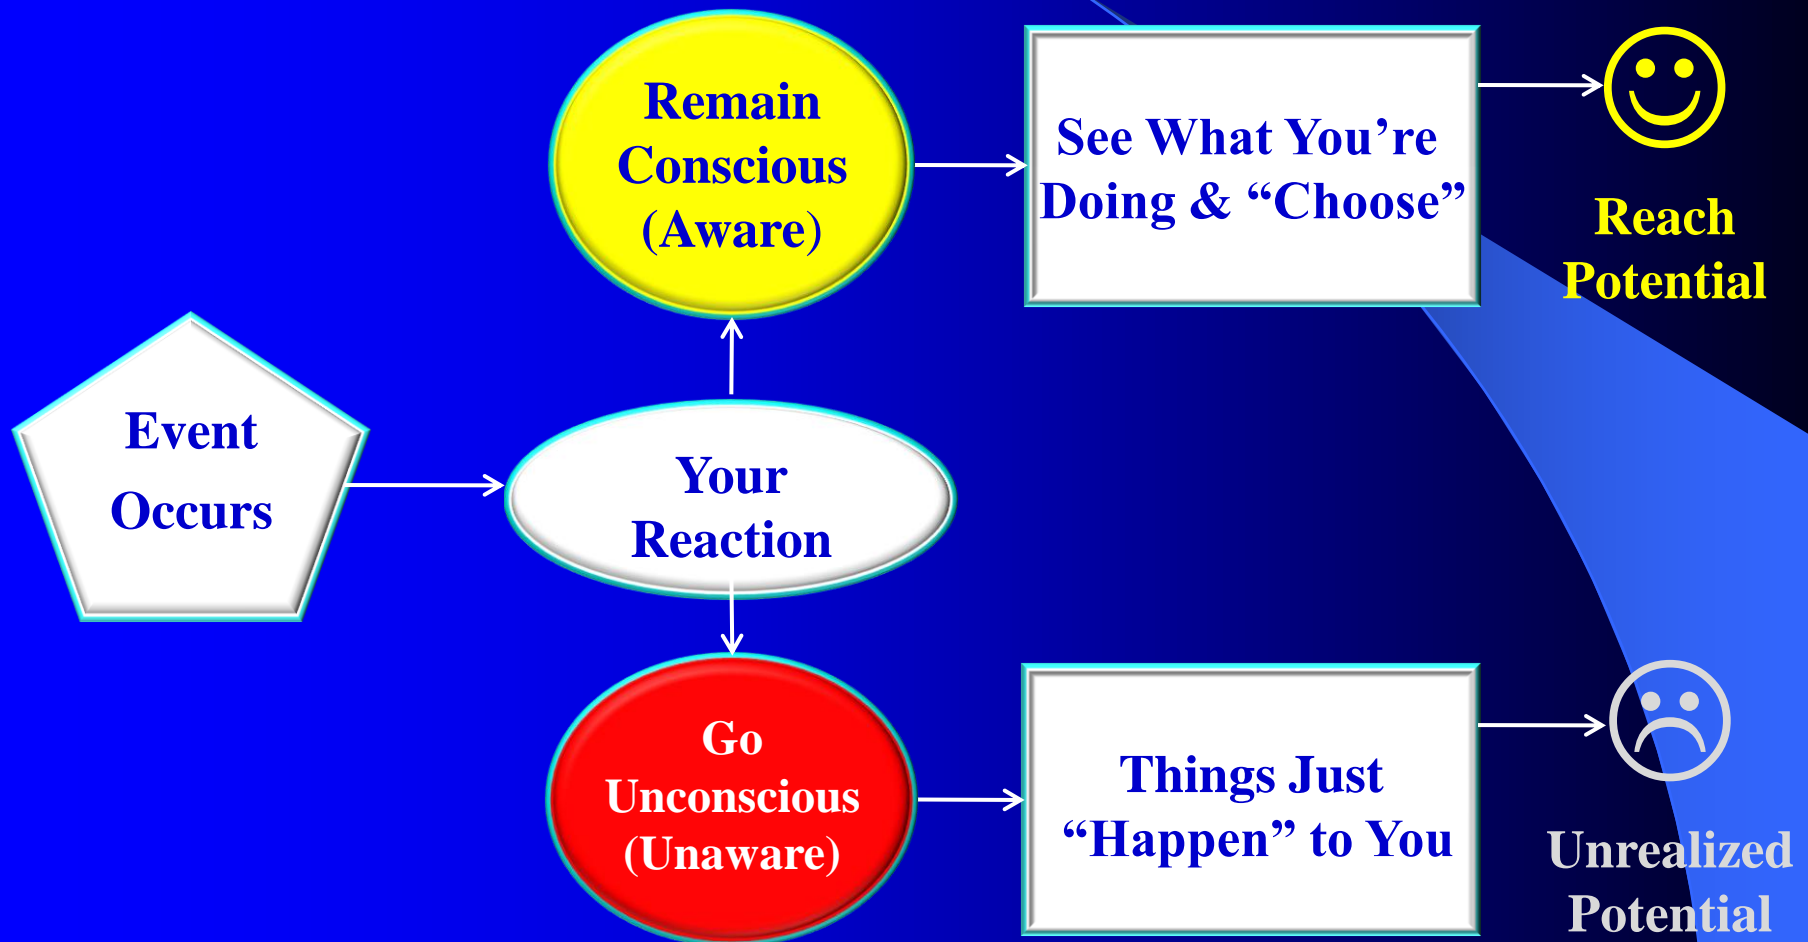 Remain
Conscious
(Aware)
See What You’re
Doing & “Choose”
Reach
Potential
Event
Occurs
Your
Reaction
Go
Unconscious
(Unaware)
Things Just
“Happen” to You
Unrealized
Potential